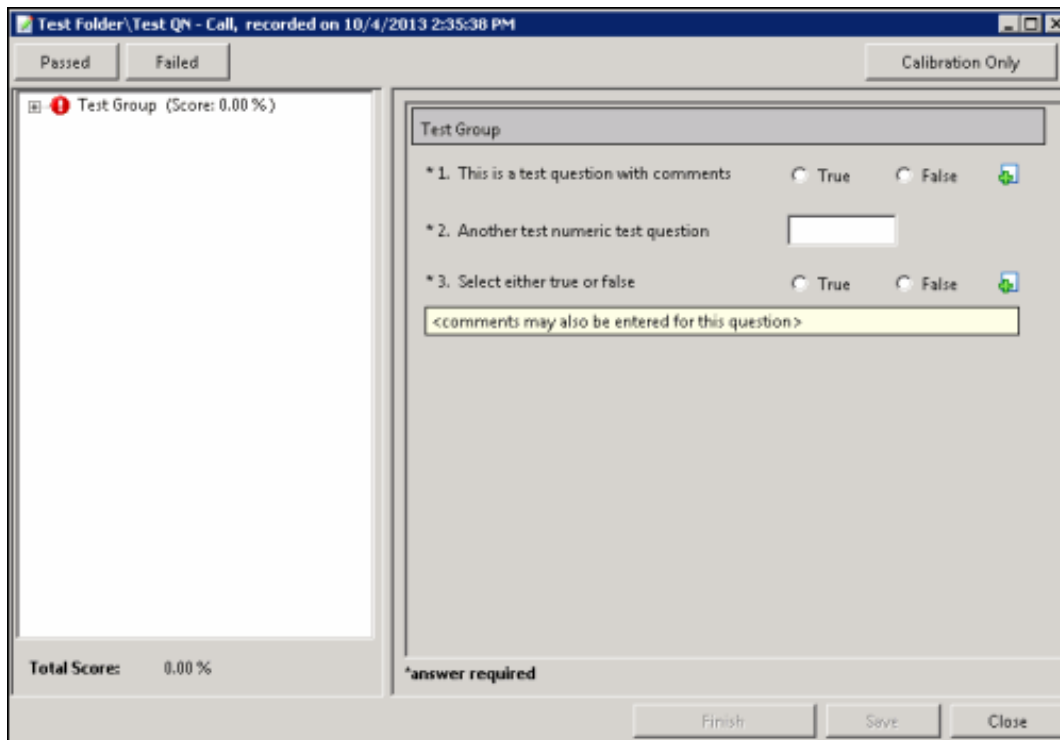 Test Folder\Test QN - Call, recorded on 10/4/2013 2:35:38 PM
Passed Failed Calibration Only
Test Group (Score: 0.00 %)
Test Group
* 1. This is a test question with comments True False
* 2. Another test numeric test question
* 3. Select either true or false True False
<comments may also be entered for this question>
Total Score: 0.00 %
*answer required
Finish Save Close